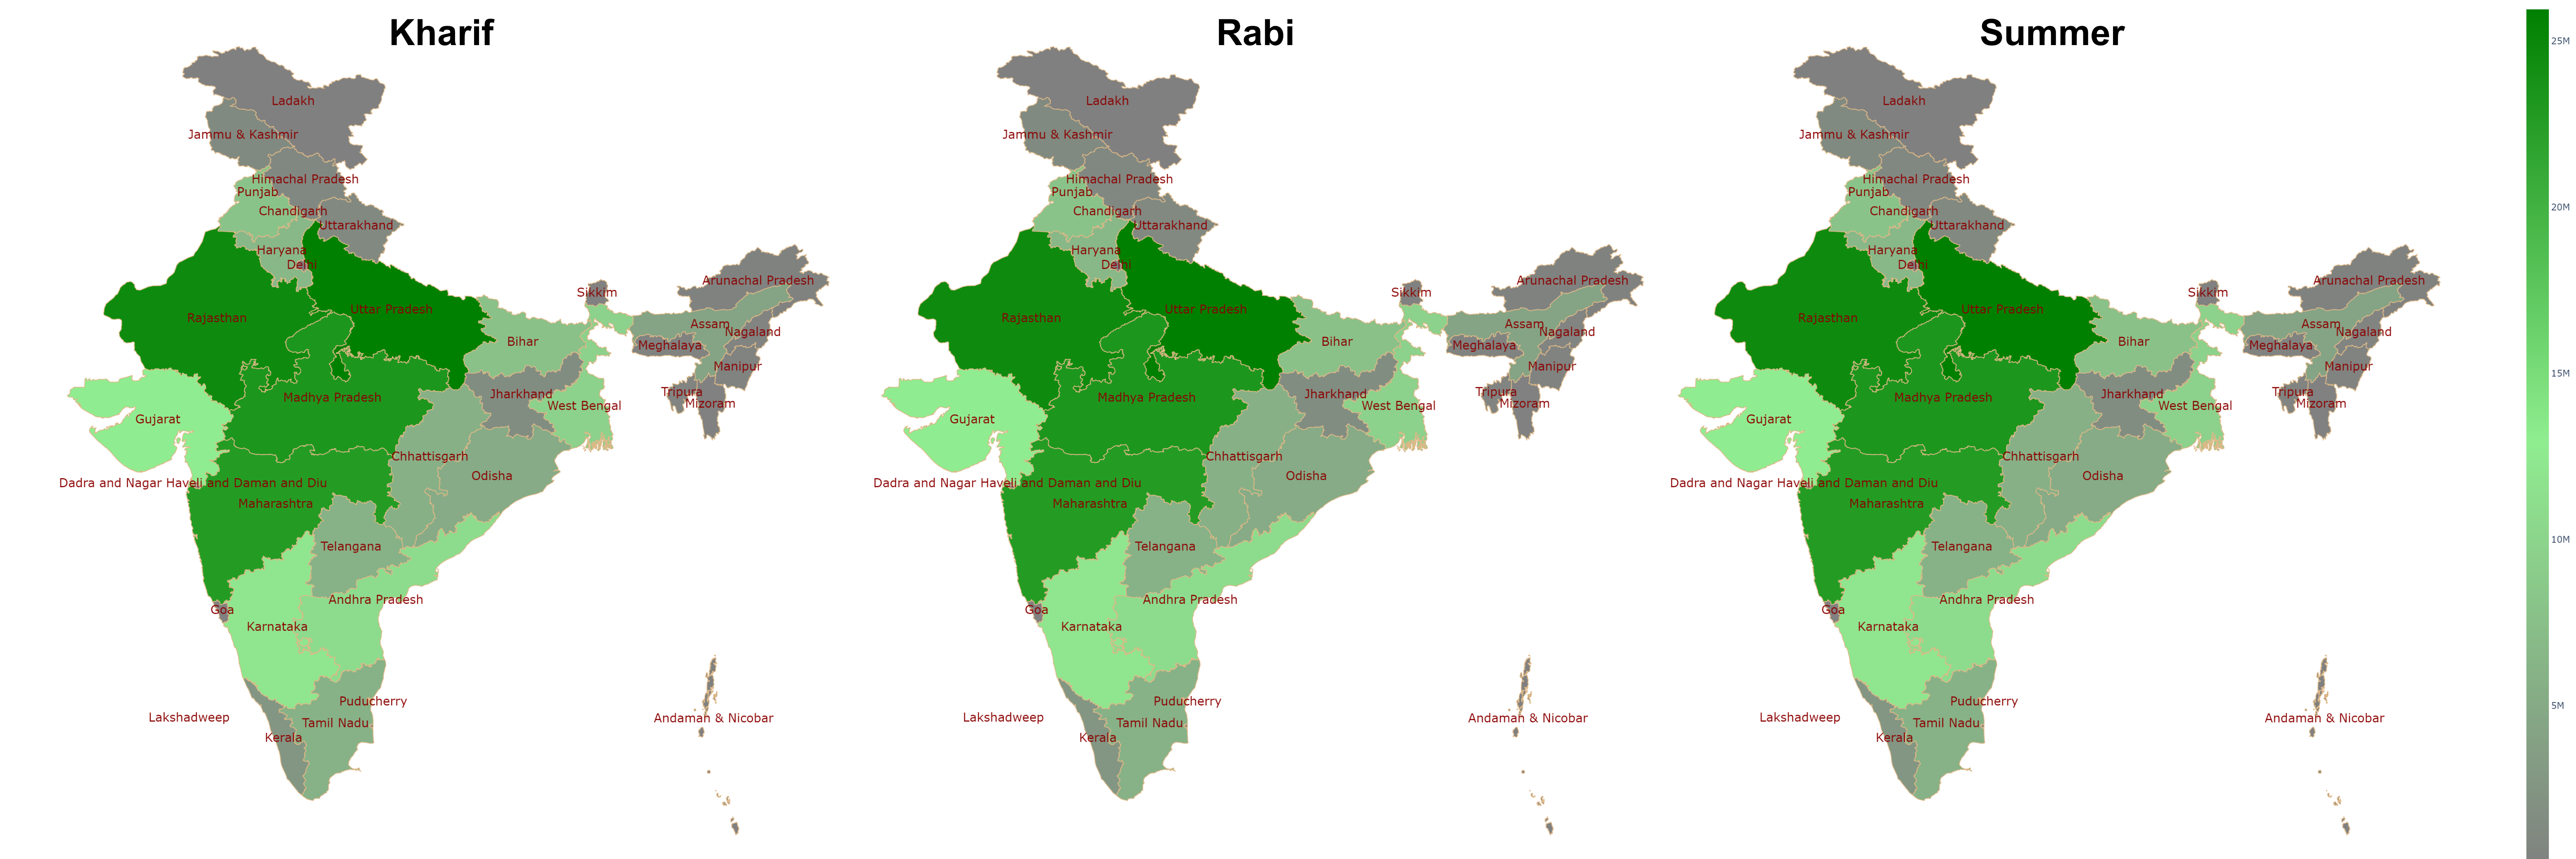 Kharif
Ladakh
Jammu & Kashmir
Himachal Pradesh
Punjab
Chandigarh
Uttarakhand
Haryana
Delhi
Arunachal Pradesh
Sikkim
Uttar Pradesh
Rajasthan
Assam
Nagaland
Bihar
Meghalaya
Manipur
Jharkhand
Tripura
Madhya Pradesh
Mizoram
West Bengal
Gujarat
Chhattisgarh
Odisha
Dadra and Nagar Haveli and Daman and Diu
Maharashtra
Telangana
Andhra Pradesh
Goa
Karnataka
Puducherry
Lakshadweep
Andaman & Nicobar
Tamil Nadu
Kerala
Rabi
Ladakh
Jammu & Kashmir
Himachal Pradesh
Punjab
Chandigarh
Uttarakhand
Haryana
Delhi
Arunachal Pradesh
Sikkim
Uttar Pradesh
Rajasthan
Assam
Nagaland
Bihar
Meghalaya
Manipur
Jharkhand
Tripura
Madhya Pradesh
Mizoram
West Bengal
Gujarat
Chhattisgarh
Odisha
Dadra and Nagar Haveli and Daman and Diu
Maharashtra
Telangana
Andhra Pradesh
Goa
Karnataka
Puducherry
Lakshadweep
Andaman & Nicobar
Tamil Nadu
Kerala
Summer
Ladakh
Jammu & Kashmir
Himachal Pradesh
Punjab
Chandigarh
Uttarakhand
Haryana
Delhi
Arunachal Pradesh
Sikkim
Uttar Pradesh
Rajasthan
Assam
Nagaland
Bihar
Meghalaya
Manipur
Jharkhand
Tripura
Madhya Pradesh
Mizoram
West Bengal
Gujarat
Chhattisgarh
Odisha
Dadra and Nagar Haveli and Daman and Diu
Maharashtra
Telangana
Andhra Pradesh
Goa
Karnataka
Puducherry
Lakshadweep
Andaman & Nicobar
Tamil Nadu
Kerala
25M
20M
15M
10M
5M